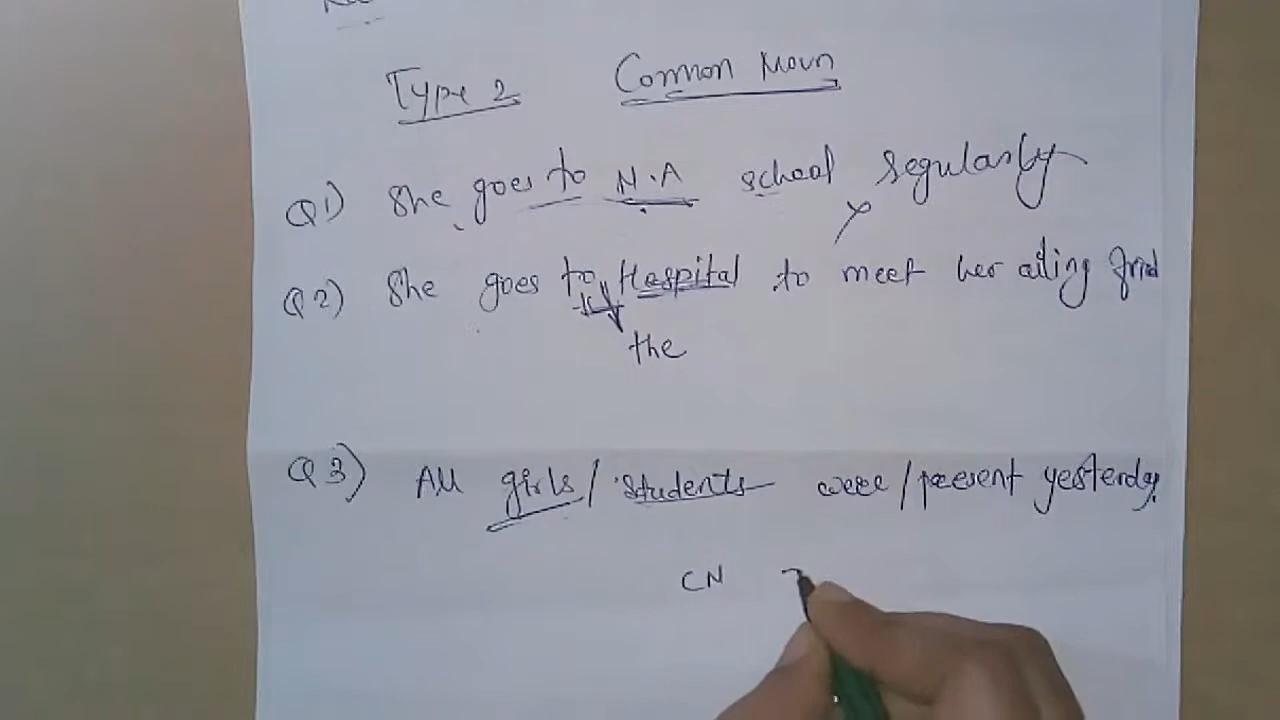 Type 2 Common Noun
Q1) She goes to N.A school regularly
Q2) She goes to Hospital to meet her ailing frind
the
Q3) All girls/students were/present yesterday.
CN